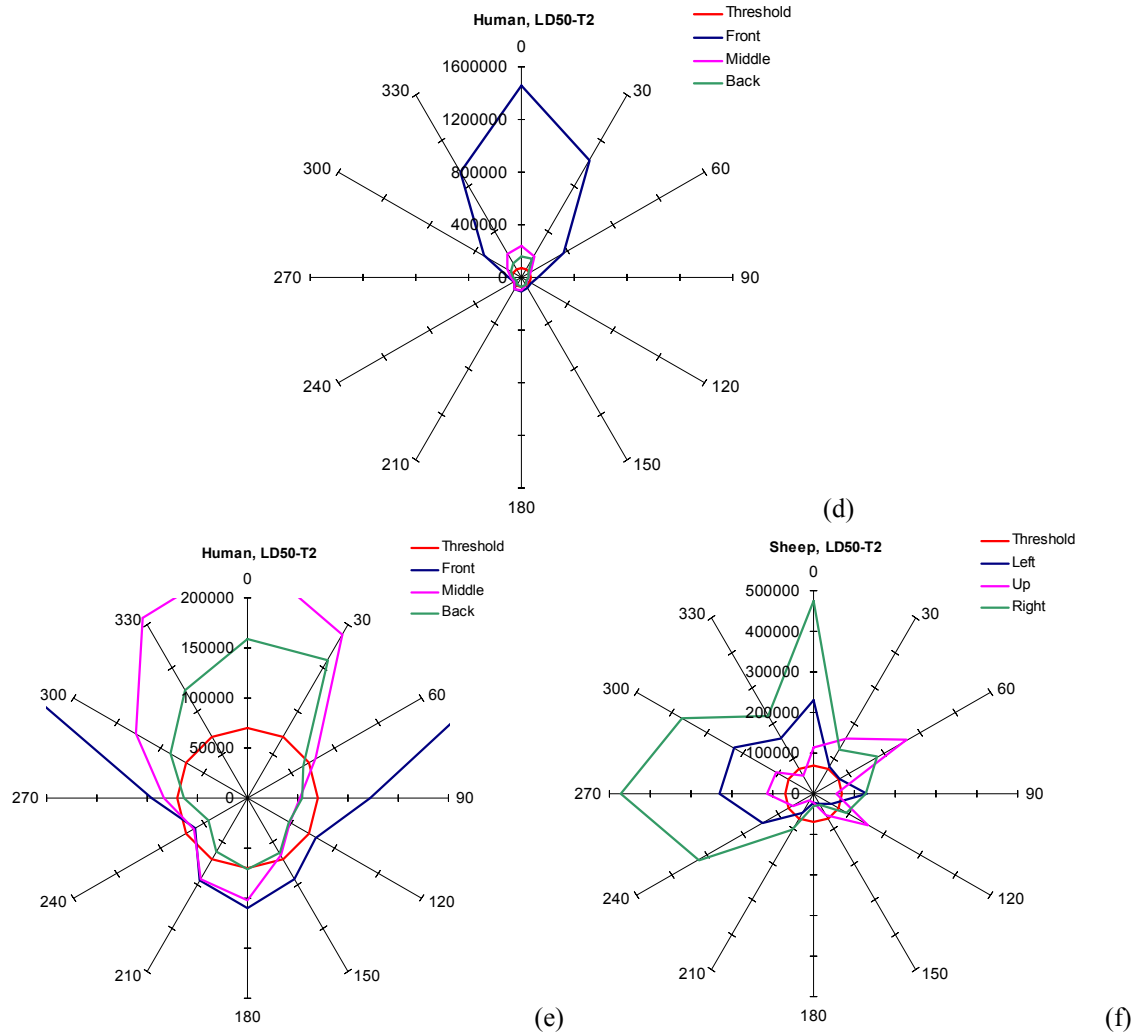 Human, LD50-T2
Threshold
Front
Middle
Back
0
30
60
90
120
150
180
210
240
270
300
330
1600000
1200000
800000
400000
0
(d)
Human, LD50-T2
Threshold
Front
Middle
Back
0
30
60
90
120
150
180
210
240
270
300
330
200000
150000
100000
50000
0
(e)
Sheep, LD50-T2
Threshold
Left
Up
Right
0
30
60
90
120
150
180
210
240
270
300
330
500000
400000
300000
200000
100000
0
(f)